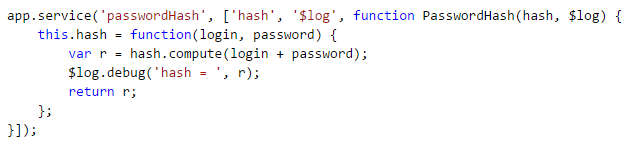 app.service('passwordHash', ['hash', '$log', function PasswordHash(hash, $log) {
    this.hash = function(login, password) {
        var r = hash.compute(login + password);
        $log.debug('hash = ', r);
        return r;
    };
}]);